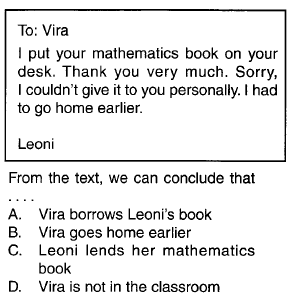 To: Vira
I put your mathematics book on your
desk. Thank you very much. Sorry,
I couldn't give it to you personally. I had
to go home earlier.
Leoni
From the text, we can conclude that
. . . .
A. Vira borrows Leoni's book
B. Vira goes home earlier
C. Leoni lends her mathematics
book
D. Vira is not in the classroom